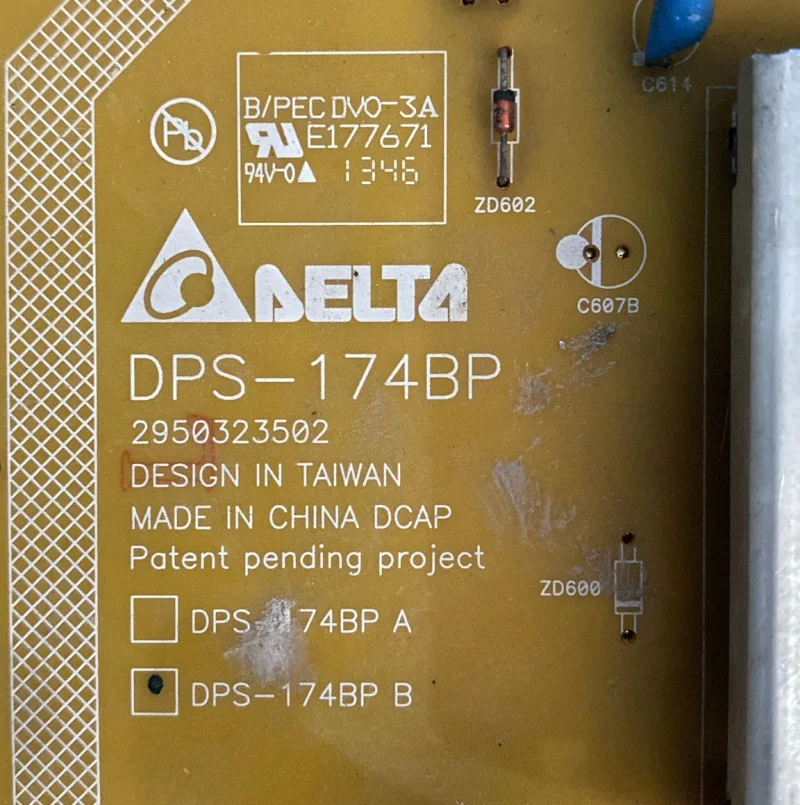 C614
Pb
B/PEC DVO-3A
E177671
94V-0 1346
ZD602
C607B
DELTA
DPS-174BP
2950323502
DESIGN IN TAIWAN
MADE IN CHINA DCAP
Patent pending project
ZD600
DPS-174BP A
DPS-174BP B